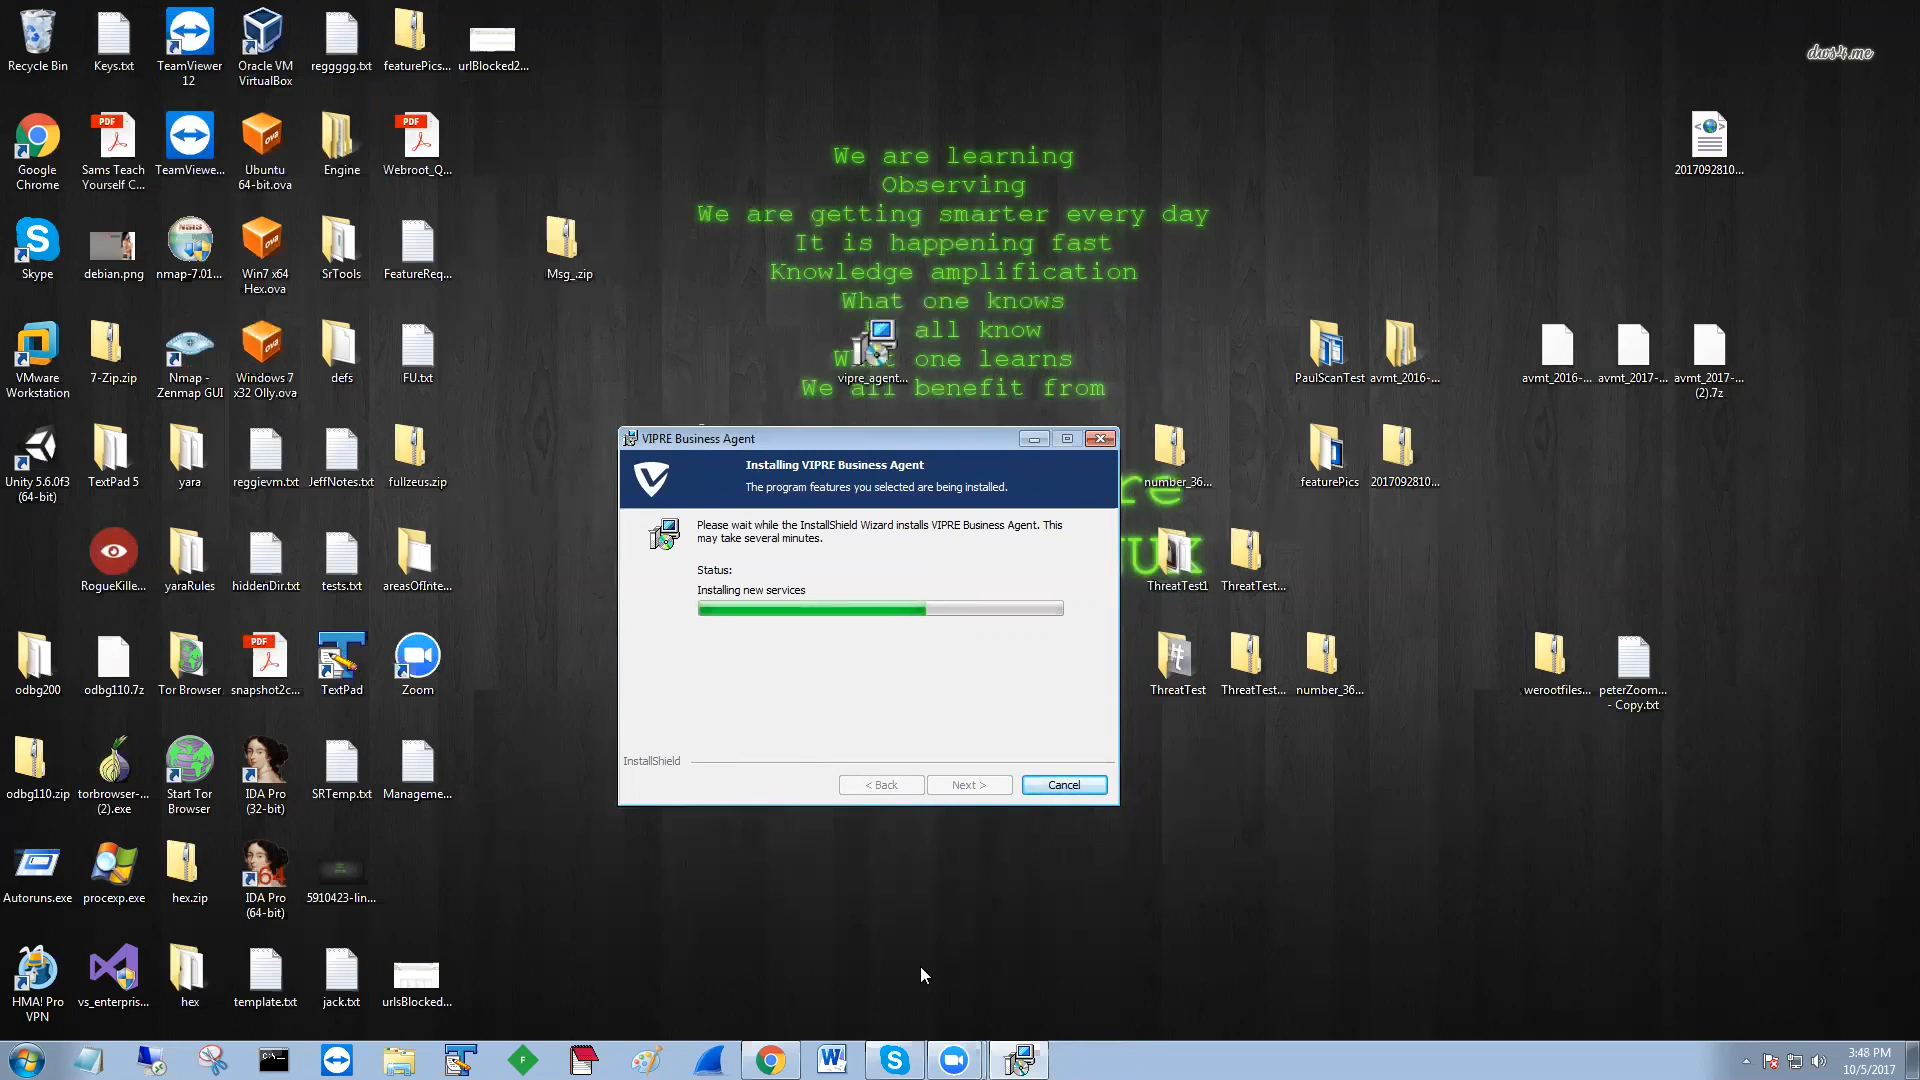 Recycle Bin
Keys.txt
TeamViewer
12
Oracle VM
VirtualBox
reggggg.txt
featurePics...
urlBlocked2...
dws4.me
Google
Chrome
PDF
Sams Teach
Yourself C...
TeamViewe...
ova
Ubuntu
64-bit.ova
Engine
PDF
Webroot_Q...
2017092810...
We are learning
Observing
We are getting smarter every day
It is happening fast
Knowledge amplification
What one knows
all know
one learns
We all benefit from
Skype
debian.png
NSIS
nmap-7.01...
ova
Win7 x64
Hex.ova
SrTools
FeatureReq...
Msg_.zip
VMware
Workstation
7-Zip.zip
Nmap -
Zenmap GUI
ova
Windows 7
x32 Olly.ova
defs
FU.txt
vipre_agent...
PaulScanTest
avmt_2016-...
avmt_2016-...
avmt_2017-...
avmt_2017-...
(2).7z
Unity 5.6.0f3
(64-bit)
TextPad 5
yara
reggievm.txt
JeffNotes.txt
fullzeus.zip
number_36...
featurePics
2017092810...
RogueKille...
yaraRules
hiddenDir.txt
tests.txt
areasOfInte...
ThreatTest1
ThreatTest...
odbg200
odbg110.7z
Tor Browser
PDF
snapshot2c...
TextPad
Zoom
ThreatTest
ThreatTest...
number_36...
werootfiles...
peterZoom...
- Copy.txt
odbg110.zip
torbrowser-...
(2).exe
Start Tor
Browser
IDA Pro
(32-bit)
SRTemp.txt
Manageme...
Autoruns.exe
procexp.exe
hex.zip
64
IDA Pro
(64-bit)
5910423-lin...
HMA! Pro
VPN
vs_enterpris...
hex
template.txt
jack.txt
urlsBlocked...
VIPRE Business Agent
Installing VIPRE Business Agent
The program features you selected are being installed.
Please wait while the InstallShield Wizard installs VIPRE Business Agent. This
may take several minutes.
Status:
Installing new services
InstallShield
< Back
Next >
Cancel
3:48 PM
10/5/2017